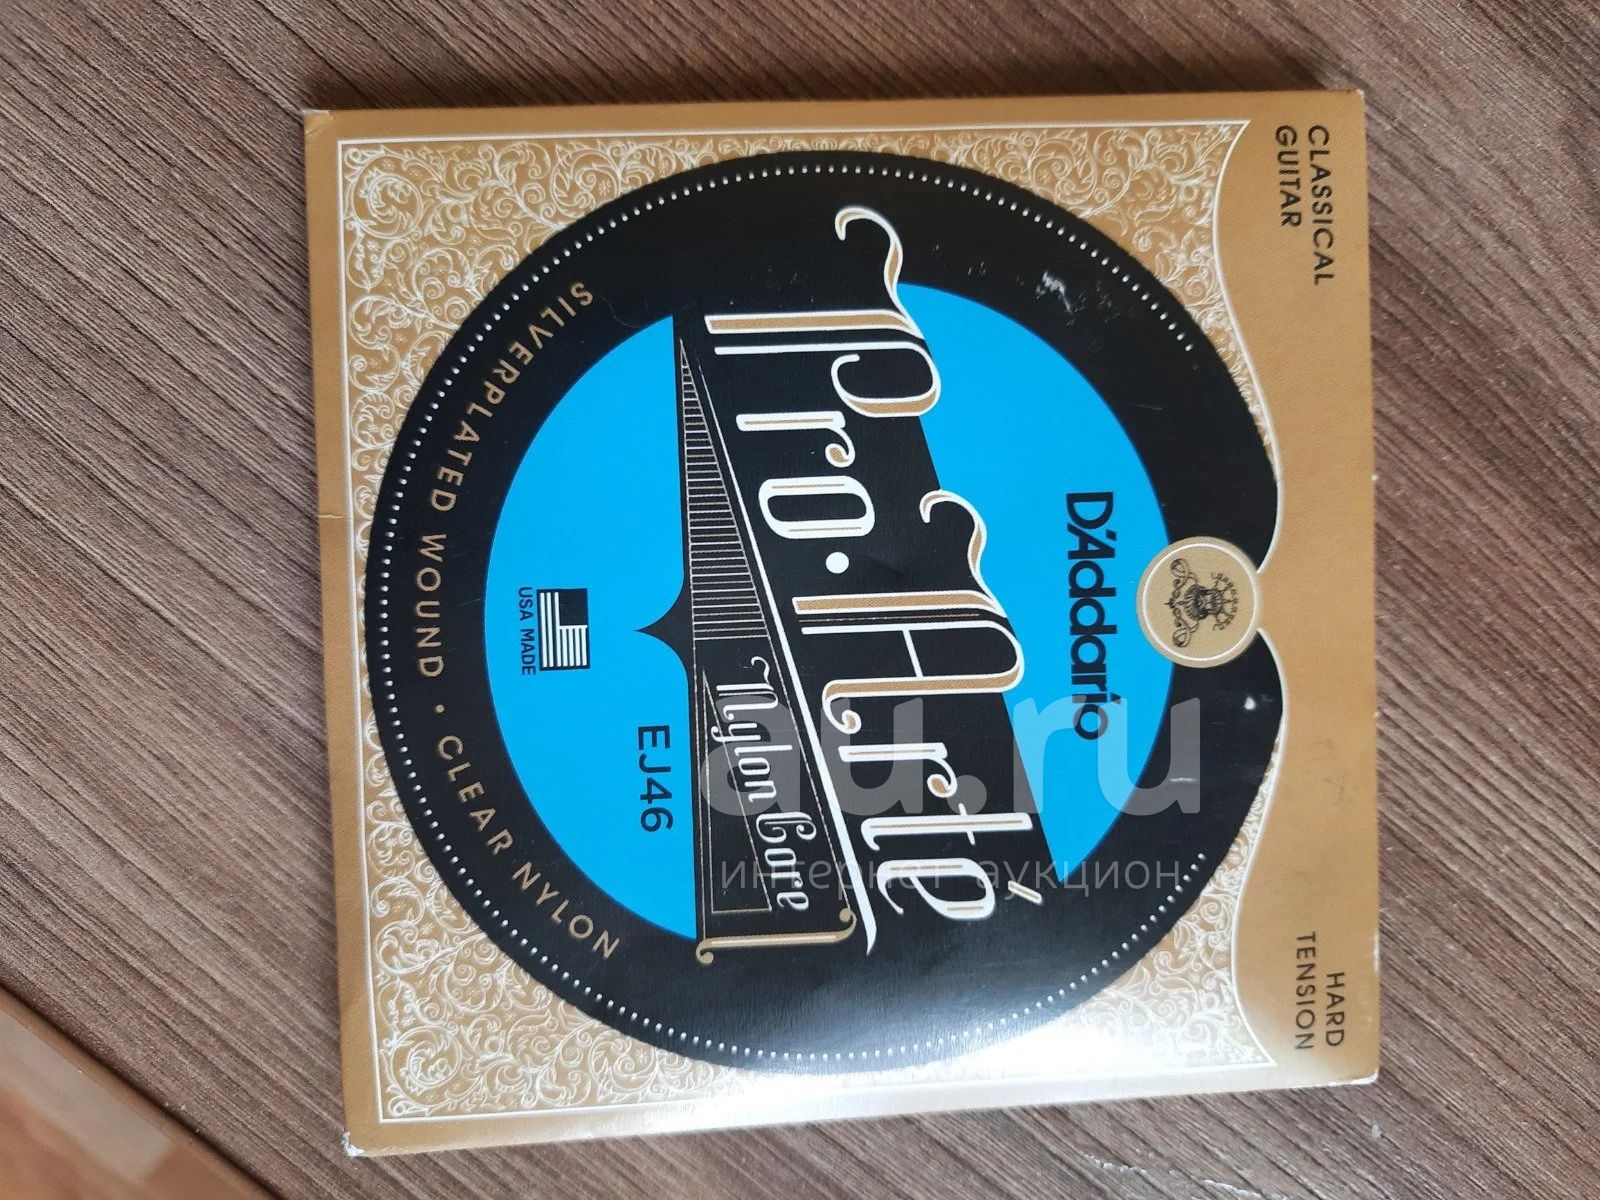 CLASSICAL
GUITAR
HARD
TENSION
D'Addario
Pro·Arté
Nylon Core
EJ46
USA MADE
SILVERPLATED WOUND · CLEAR NYLON
au.ru
интернет аукцион